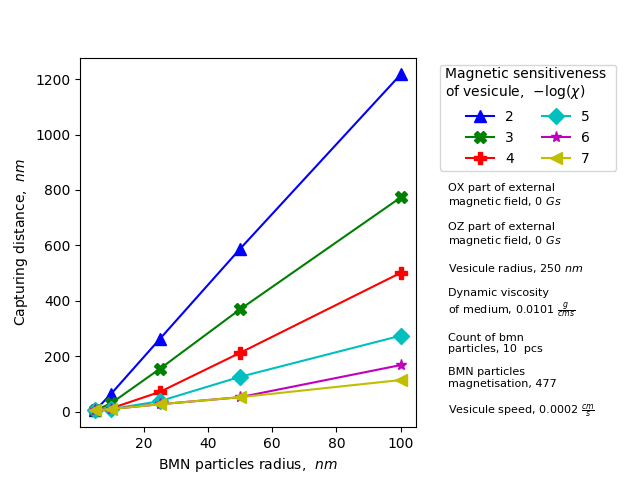 Capturing distance, nm
1200
1000
800
600
400
200
0
20
40
60
80
100
BMN particles radius, nm
Magnetic sensitiveness
of vesicule, −log(χ)
2
3
4
5
6
7
OX part of external
magnetic field, 0 Gs
OZ part of external
magnetic field, 0 Gs
Vesicule radius, 250 nm
Dynamic viscosity
of medium, 0.0101 g/cms
Count of bmn
particles, 10 pcs
BMN particles
magnetisation, 477
Vesicule speed, 0.0002 cm/s